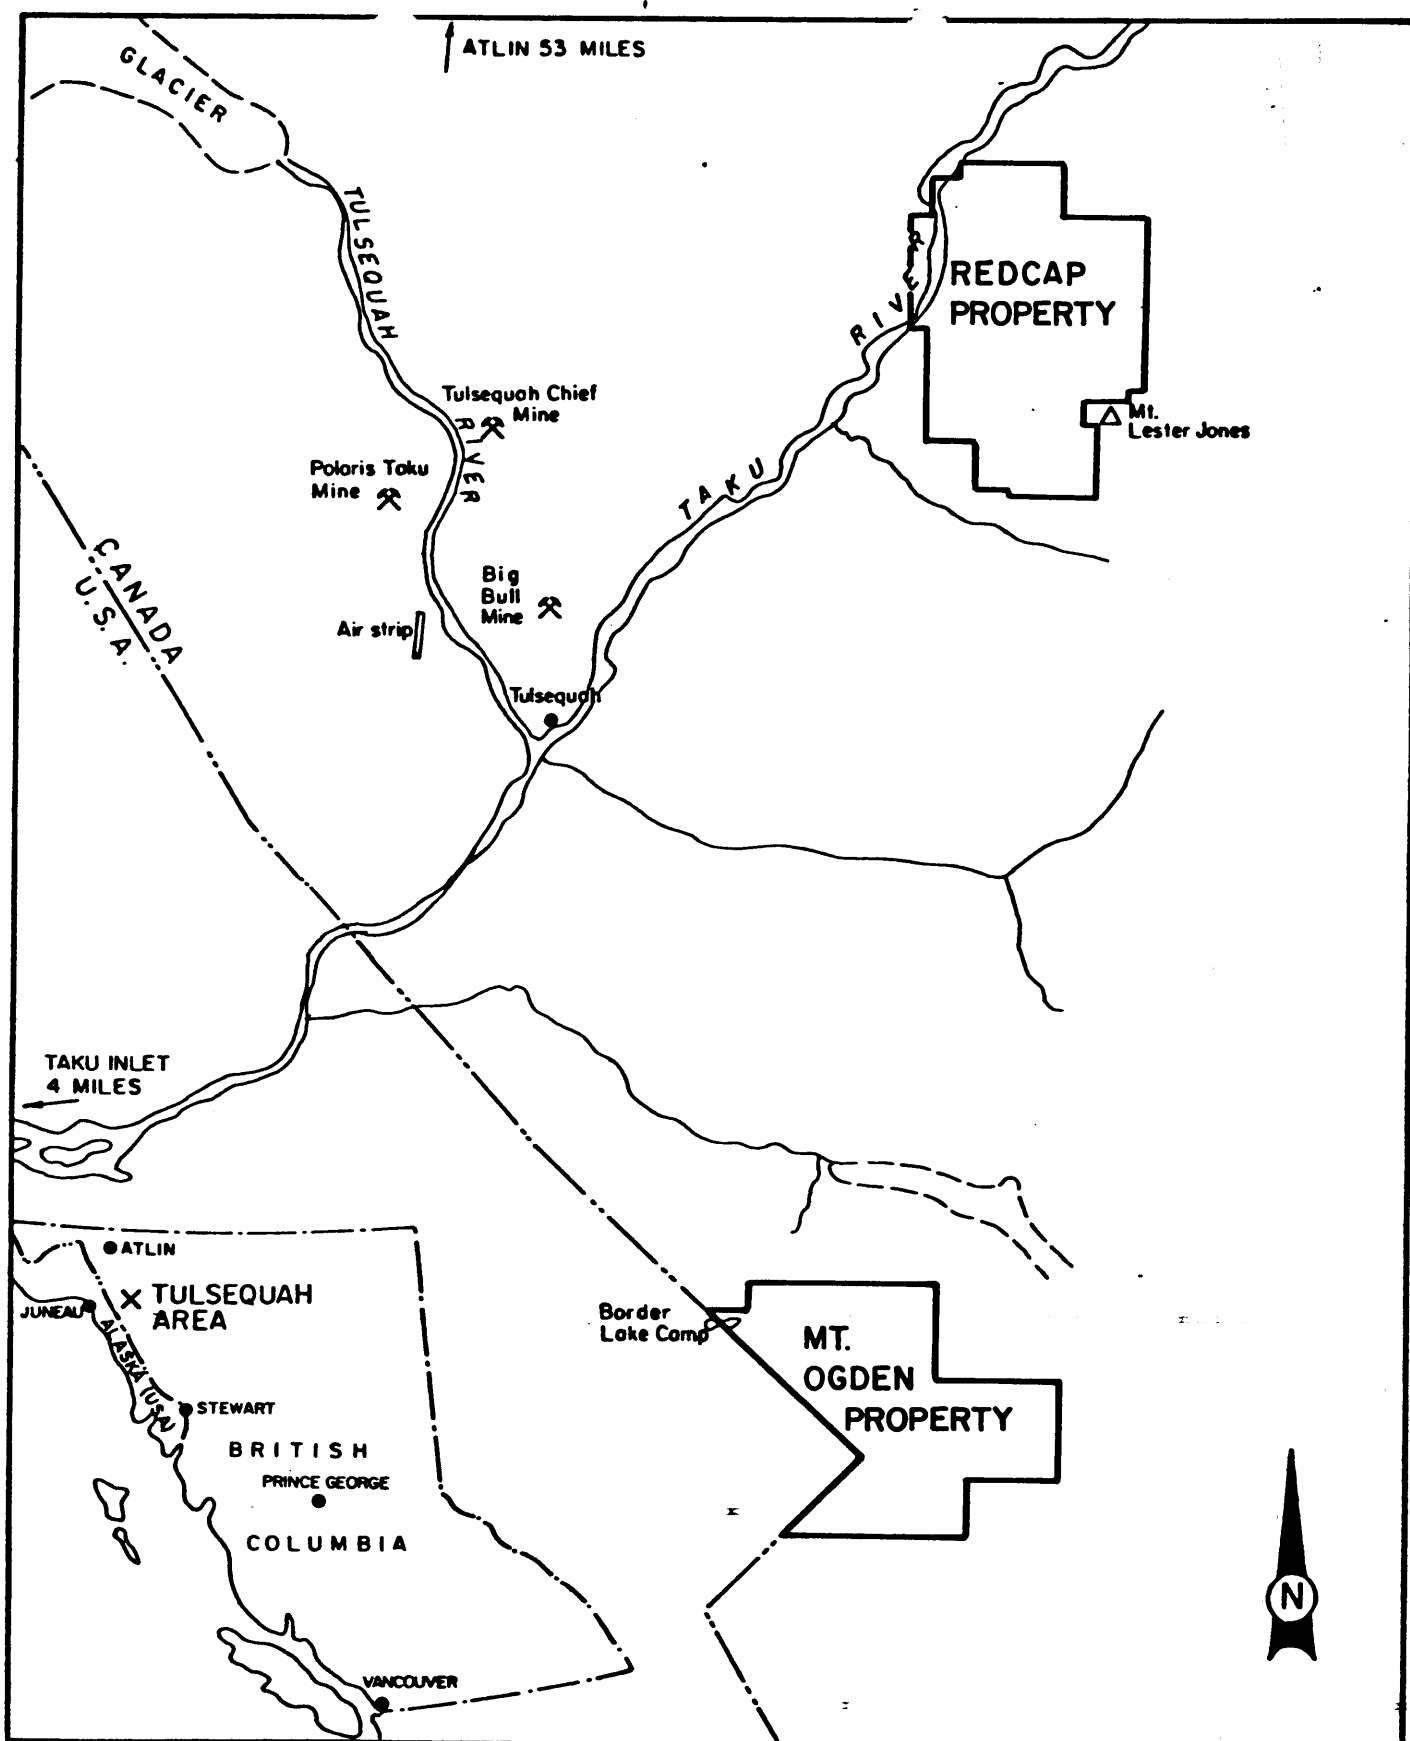 ATLIN 53 MILES
GLACIER
TULSEQUAH
RIVER
TAKU
RIVER
REDCAP
PROPERTY
Mt.
Lester Jones
Tulsequah Chief
Mine
Polaris Taku
Mine
Big
Bull
Mine
Air strip
Tulsequah
CANADA
U.S.A.
TAKU INLET
4 MILES
Border
Lake Camp
MT.
OGDEN
PROPERTY
ATLIN
TULSEQUAH
AREA
JUNEAU
ALASKA (USA)
STEWART
BRITISH
PRINCE GEORGE
COLUMBIA
VANCOUVER
N